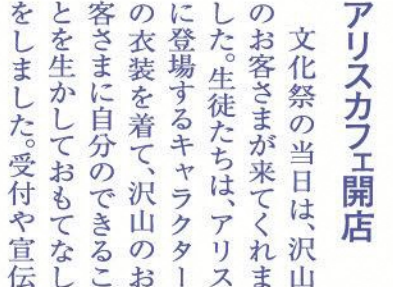 アリスカフェ開店
文化祭の当日は、沢山
のお客さまが来てくれま
した。生徒たちは、アリス
に登場するキャラクター
の衣装を着て、沢山のお
客さまに自分のできるこ
とを生かしておもてなし
をしました。受付や宣伝